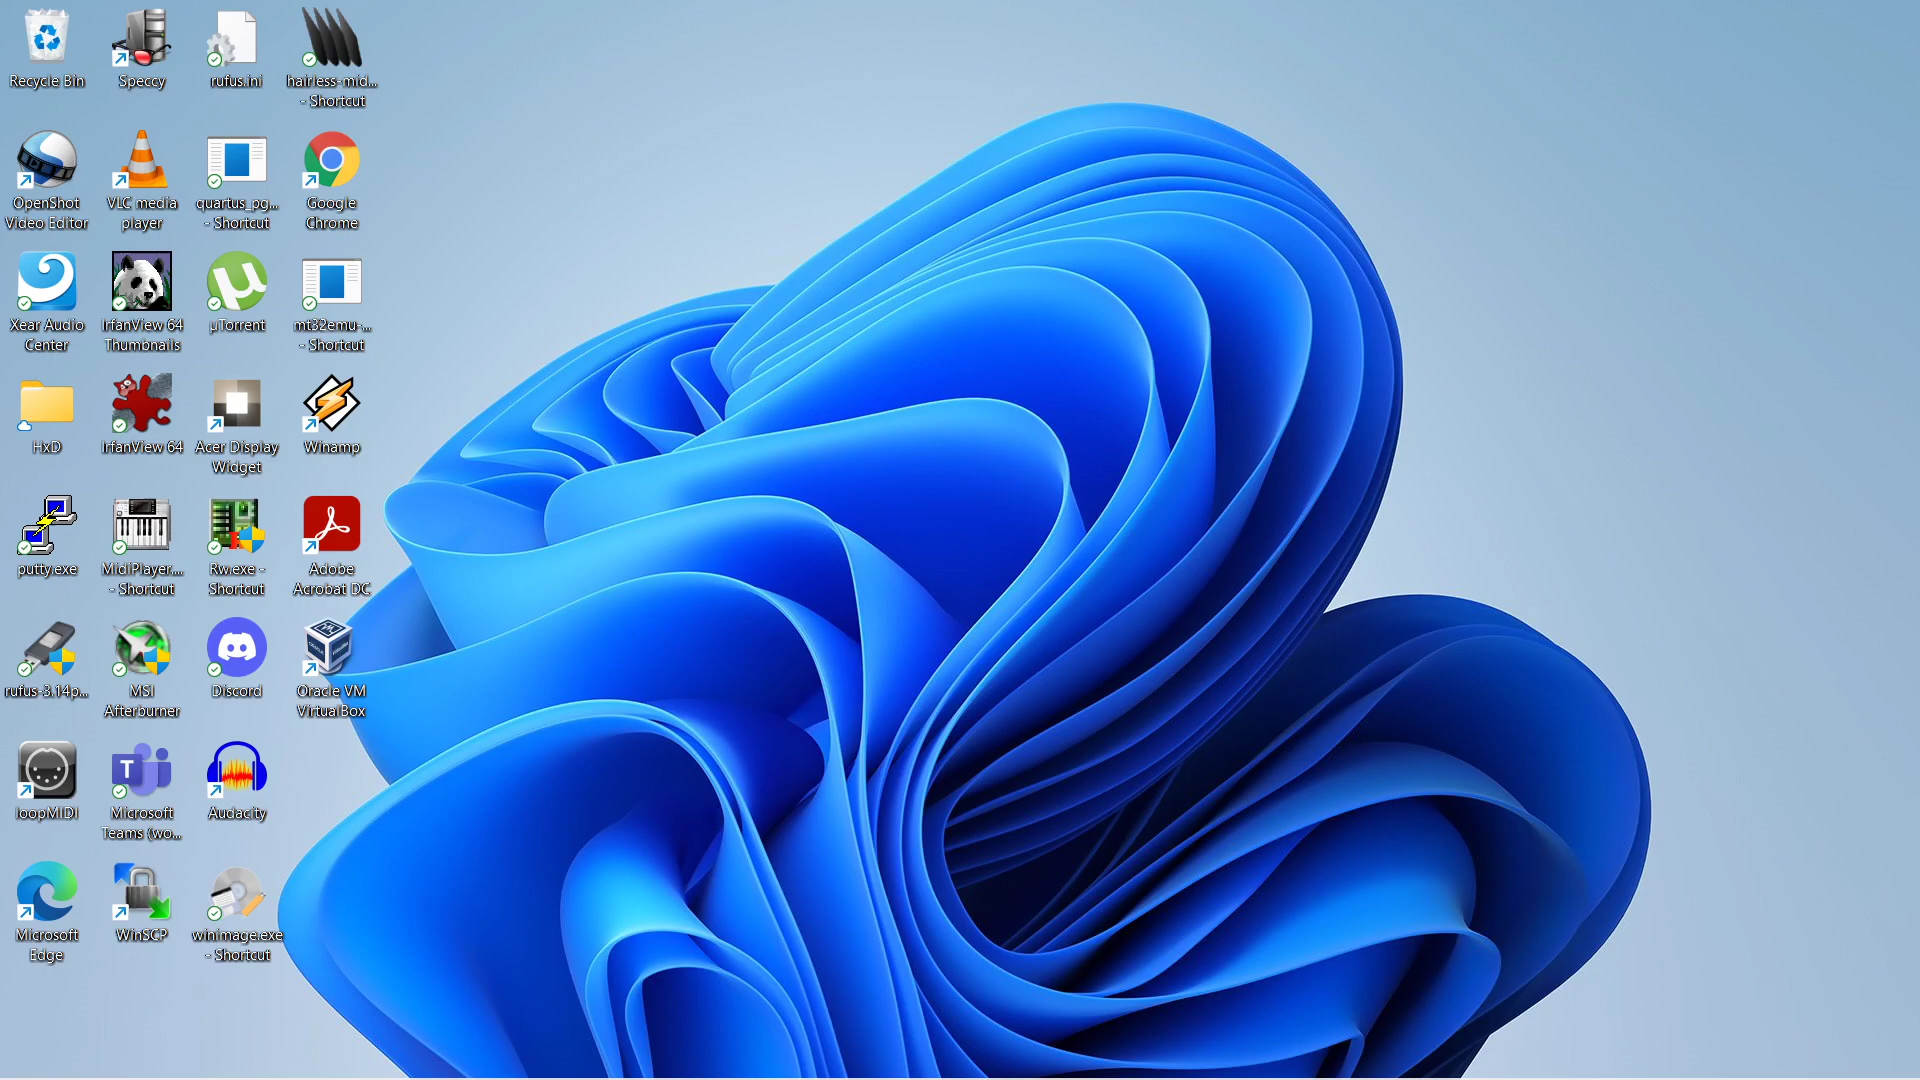 Recycle Bin
Speccy
rufus.ini
hairless-mid...
- Shortcut
OpenShot
Video Editor
VLC media
player
quartus_pg...
- Shortcut
Google
Chrome
Xear Audio
Center
IrfanView 64
Thumbnails
µTorrent
mt32emu-...
- Shortcut
HxD
IrfanView 64
Acer Display
Widget
Winamp
putty.exe
MidiPlayer....
- Shortcut
Rw.exe -
Shortcut
Adobe
Acrobat DC
rufus-3.14p...
MSI
Afterburner
Discord
Oracle VM
VirtualBox
loopMIDI
T
Microsoft
Teams (wo...
Audacity
Microsoft
Edge
WinSCP
winimage.exe
- Shortcut